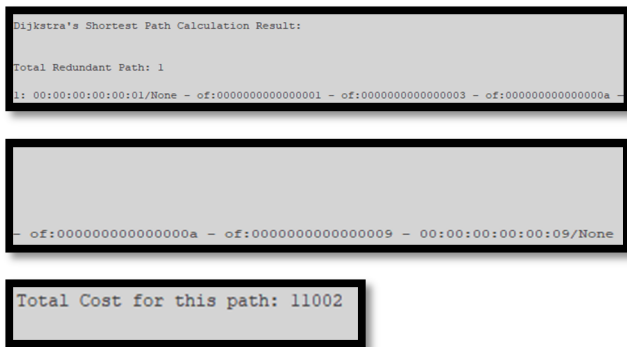 Dijkstra's Shortest Path Calculation Result:
Total Redundant Path: 1
1: 00:00:00:00:00:01/None - of:0000000000000001 - of:0000000000000003 - of:000000000000000a -
- of:000000000000000a - of:0000000000000009 - 00:00:00:00:00:09/None
Total Cost for this path: 11002